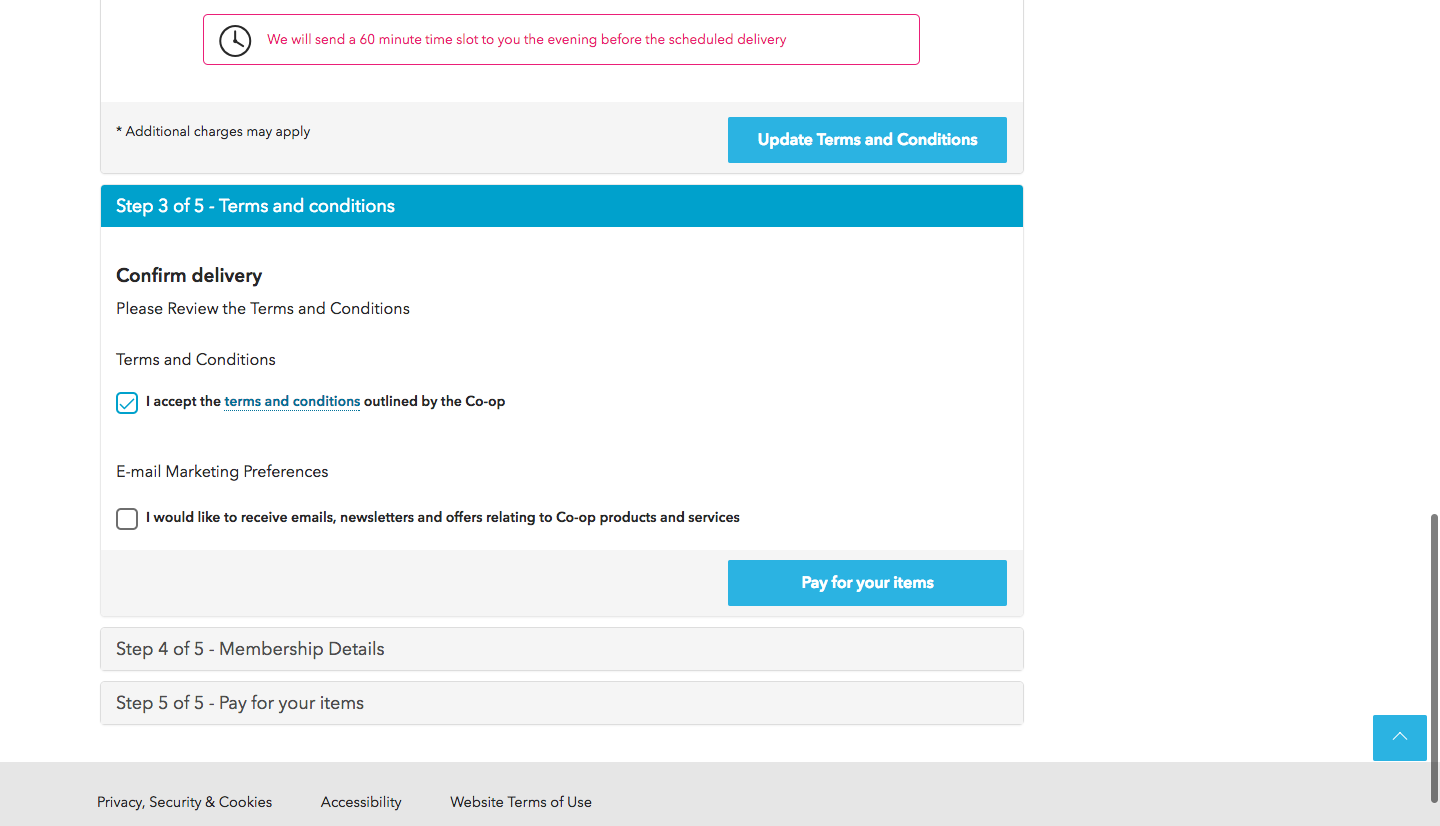 We will send a 60 minute time slot to you the evening before the scheduled delivery
* Additional charges may apply
Update Terms and Conditions
Step 3 of 5 - Terms and conditions
Confirm delivery
Please Review the Terms and Conditions
Terms and Conditions
I accept the terms and conditions outlined by the Co-op
E-mail Marketing Preferences
I would like to receive emails, newsletters and offers relating to Co-op products and services
Pay for your items
Step 4 of 5 - Membership Details
Step 5 of 5 - Pay for your items
Privacy, Security & Cookies Accessibility Website Terms of Use